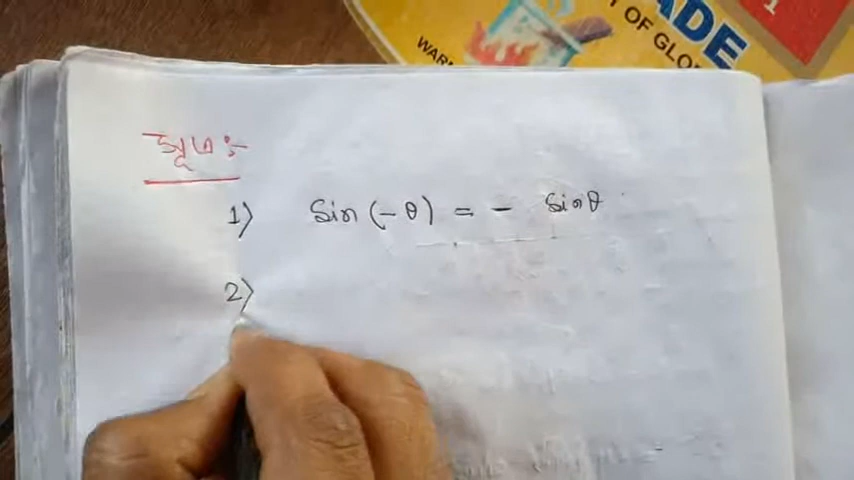 ADE
OF GLO
WAR
সূত্র :-
1) Sin (-θ) = - Sinθ
2)